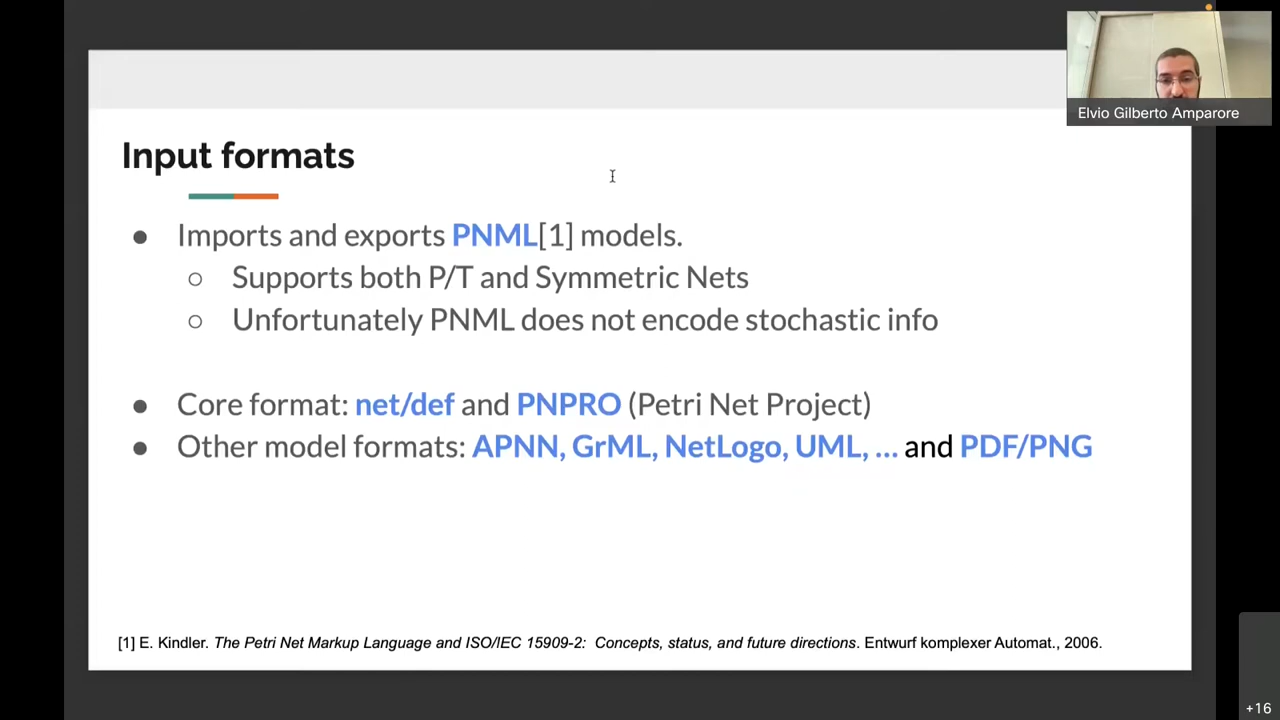 Elvio Gilberto Amparore
Input formats
● Imports and exports PNML[1] models.
○ Supports both P/T and Symmetric Nets
○ Unfortunately PNML does not encode stochastic info
● Core format: net/def and PNPRO (Petri Net Project)
● Other model formats: APNN, GrML, NetLogo, UML, ... and PDF/PNG
[1] E. Kindler. The Petri Net Markup Language and ISO/IEC 15909-2: Concepts, status, and future directions. Entwurf komplexer Automat., 2006.
+16